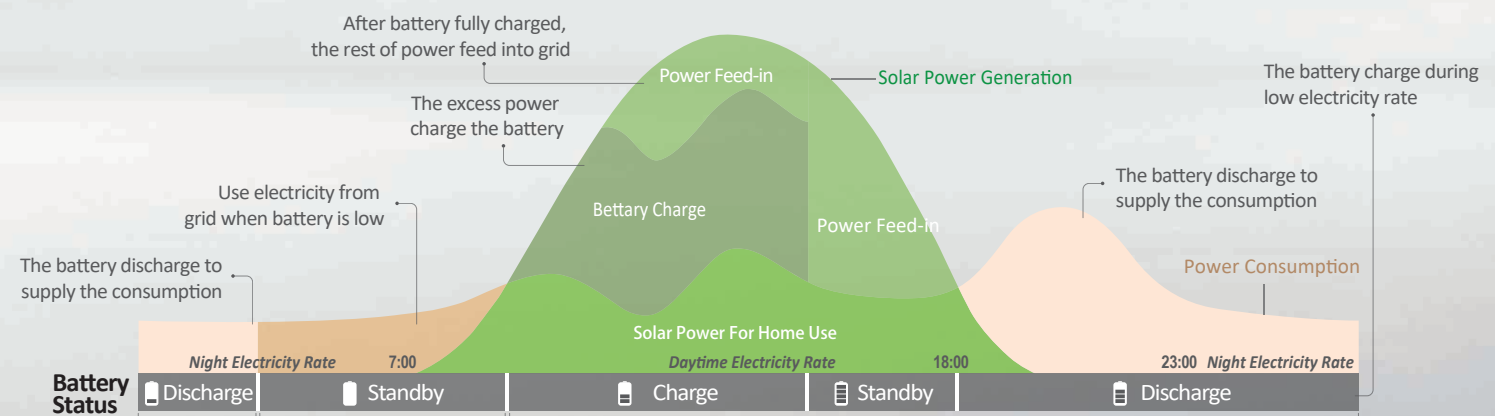 After battery fully charged,
the rest of power feed into grid
Power Feed-in
Solar Power Generation
The battery charge during
low electricity rate
The excess power
charge the battery
Use electricity from
grid when battery is low
Bettary Charge
The battery discharge to
supply the consumption
Power Feed-in
The battery discharge to
supply the consumption
Power Consumption
Solar Power For Home Use
Night Electricity Rate 7:00 Daytime Electricity Rate 18:00 23:00 Night Electricity Rate
Battery
Status
Discharge Standby Charge Standby Discharge